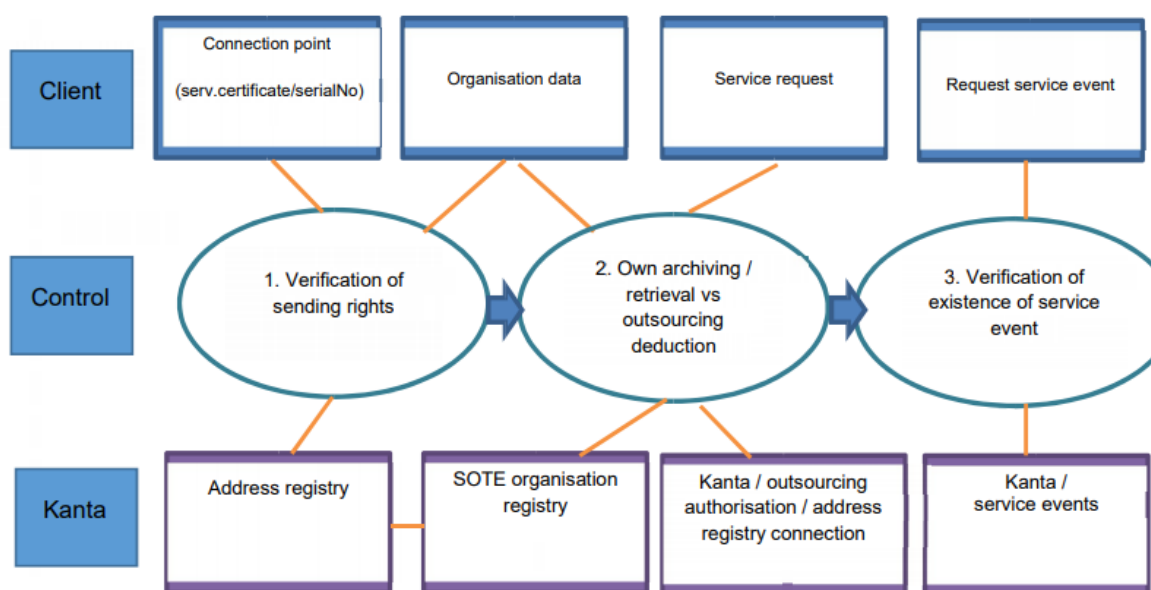 Client
Connection point
(serv.certificate/serialNo)
Organisation data
Service request
Request service event
Control
1. Verification of
sending rights
2. Own archiving /
retrieval vs
outsourcing
deduction
3. Verification of
existence of service
event
Kanta
Address registry
SOTE organisation
registry
Kanta / outsourcing
authorisation / address
registry connection
Kanta /
service events